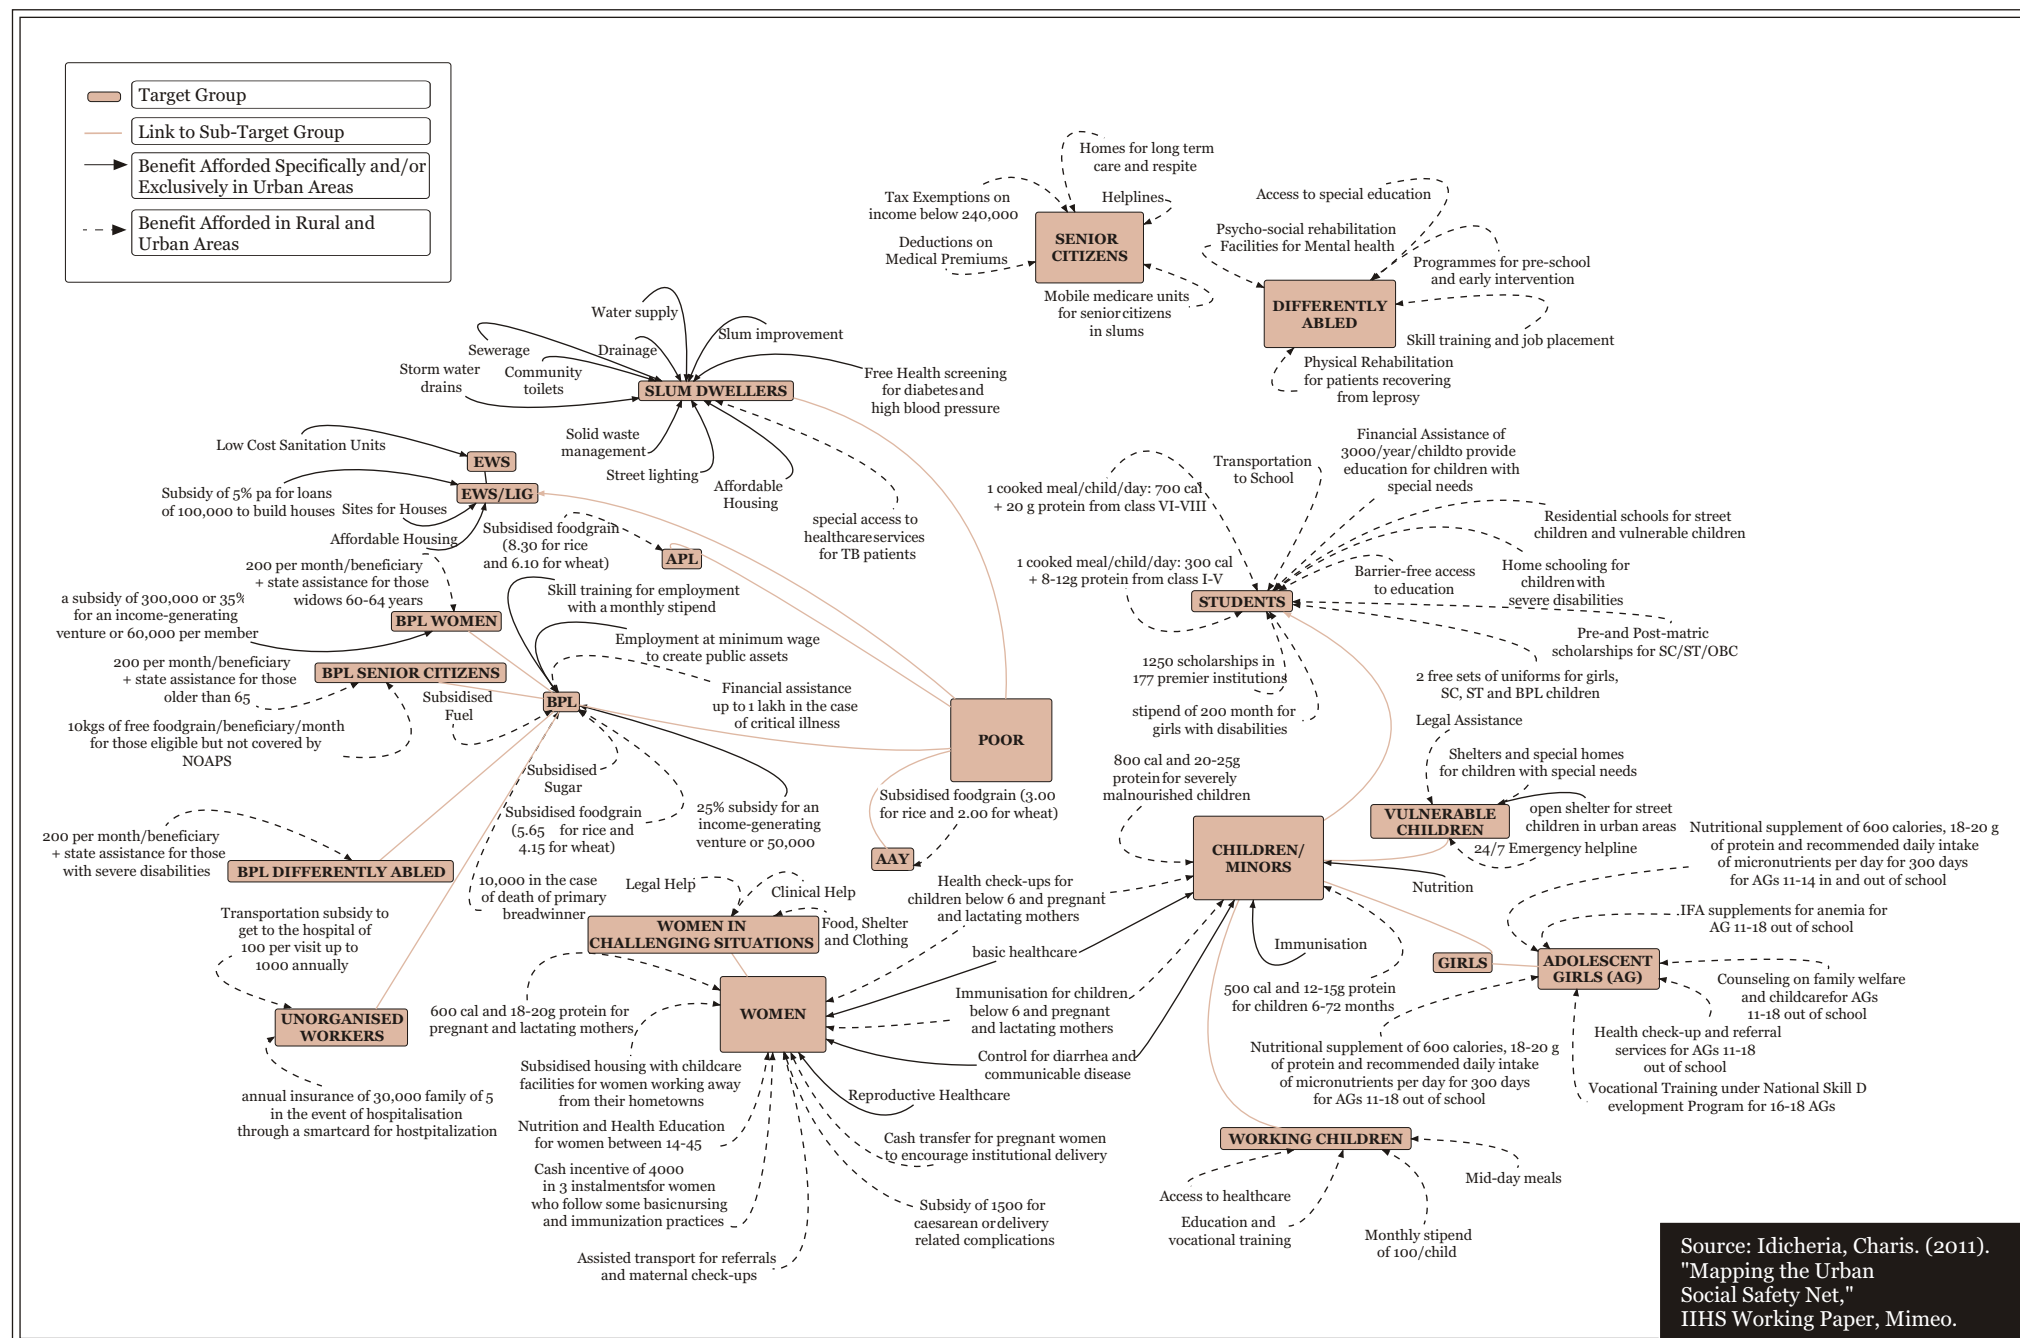 Target Group
Link to Sub-Target Group
Benefit Afforded Specifically and/or
Exclusively in Urban Areas
Benefit Afforded in Rural and
Urban Areas
Homes for long term
care and respite
Tax Exemptions on
income below 240,000
Helplines
Deductions on
Medical Premiums
SENIOR
CITIZENS
Mobile medicare units
for senior citizens
in slums
Access to special education
Psycho-social rehabilitation
Facilities for Mental health
Programmes for pre-school
and early intervention
DIFFERENTLY
ABLED
Skill training and job placement
Physical Rehabilitation
for patients recovering
from leprosy
Water supply
Slum improvement
Sewerage
Drainage
Storm water
drains
Community
toilets
Free Health screening
for diabetes and
high blood pressure
SLUM DWELLERS
Solid waste
management
Street lighting
Affordable
Housing
special access to
healthcare services
for TB patients
Low Cost Sanitation Units
EWS
EWS/LIG
Subsidy of 5% pa for loans
of 100,000 to build houses
Sites for Houses
Affordable Housing
Subsidised foodgrain
(8.30 for rice
and 6.10 for wheat)
APL
200 per month/beneficiary
+ state assistance for those
widows 60-64 years
a subsidy of 300,000 or 35%
for an income-generating
venture or 60,000 per member
BPL WOMEN
Skill training for employment
with a monthly stipend
Employment at minimum wage
to create public assets
200 per month/beneficiary
+ state assistance for those
older than 65
BPL SENIOR CITIZENS
Subsidised
Fuel
BPL
Financial assistance
up to 1 lakh in the case
of critical illness
10kgs of free foodgrain/beneficiary/month
for those eligible but not covered by
NOAPS
Subsidised
Sugar
Subsidised foodgrain
(5.65 for rice and
4.15 for wheat)
25% subsidy for an
income-generating
venture or 50,000
POOR
Subsidised foodgrain (3.00
for rice and 2.00 for wheat)
AAY
200 per month/beneficiary
+ state assistance for those
with severe disabilities
BPL DIFFERENTLY ABLED
10,000 in the case
of death of primary
breadwinner
Transportation subsidy to
get to the hospital of
100 per visit up to
1000 annually
UNORGANISED
WORKERS
annual insurance of 30,000 family of 5
in the event of hospitalisation
through a smartcard for hostpitalization
Legal Help
Clinical Help
Food, Shelter
and Clothing
WOMEN IN
CHALLENGING SITUATIONS
Health check-ups for
children below 6 and pregnant
and lactating mothers
basic healthcare
WOMEN
600 cal and 18-20g protein for
pregnant and lactating mothers
Immunisation for children
below 6 and pregnant
and lactating mothers
Control for diarrhea and
communicable disease
Subsidised housing with childcare
facilities for women working away
from their hometowns
Reproductive Healthcare
Nutrition and Health Education
for women between 14-45
Cash transfer for pregnant women
to encourage institutional delivery
Cash incentive of 4000
in 3 instalments for women
who follow some basic nursing
and immunization practices
Subsidy of 1500 for
caesarean or delivery
related complications
Assisted transport for referrals
and maternal check-ups
1 cooked meal/child/day: 700 cal
+ 20 g protein from class VI-VIII
Transportation
to School
Financial Assistance of
3000/year/childto provide
education for children with
special needs
Residential schools for street
children and vulnerable children
1 cooked meal/child/day: 300 cal
+ 8-12g protein from class I-V
Barrier-free access
to education
Home schooling for
children with
severe disabilities
STUDENTS
Pre-and Post-matric
scholarships for SC/ST/OBC
1250 scholarships in
177 premier institutions
2 free sets of uniforms for girls,
SC, ST and BPL children
stipend of 200 month for
girls with disabilities
Legal Assistance
Shelters and special homes
for children with special needs
800 cal and 20-25g
protein for severely
malnourished children
VULNERABLE
CHILDREN
open shelter for street
children in urban areas
24/7 Emergency helpline
CHILDREN/
MINORS
Nutrition
Nutritional supplement of 600 calories, 18-20 g
of protein and recommended daily intake
of micronutrients per day for 300 days
for AGs 11-14 in and out of school
IFA supplements for anemia for
AG 11-18 out of school
Immunisation
GIRLS
ADOLESCENT
GIRLS (AG)
500 cal and 12-15g protein
for children 6-72 months
Counseling on family welfare
and childcarefor AGs
11-18 out of school
Nutritional supplement of 600 calories, 18-20 g
of protein and recommended daily intake
of micronutrients per day for 300 days
for AGs 11-18 out of school
Health check-up and referral
services for AGs 11-18
out of school
Vocational Training under National Skill D
evelopment Program for 16-18 AGs
WORKING CHILDREN
Mid-day meals
Access to healthcare
Education and
vocational training
Monthly stipend
of 100/child
Source: Idicheria, Charis. (2011).
"Mapping the Urban
Social Safety Net,"
IIHS Working Paper, Mimeo.